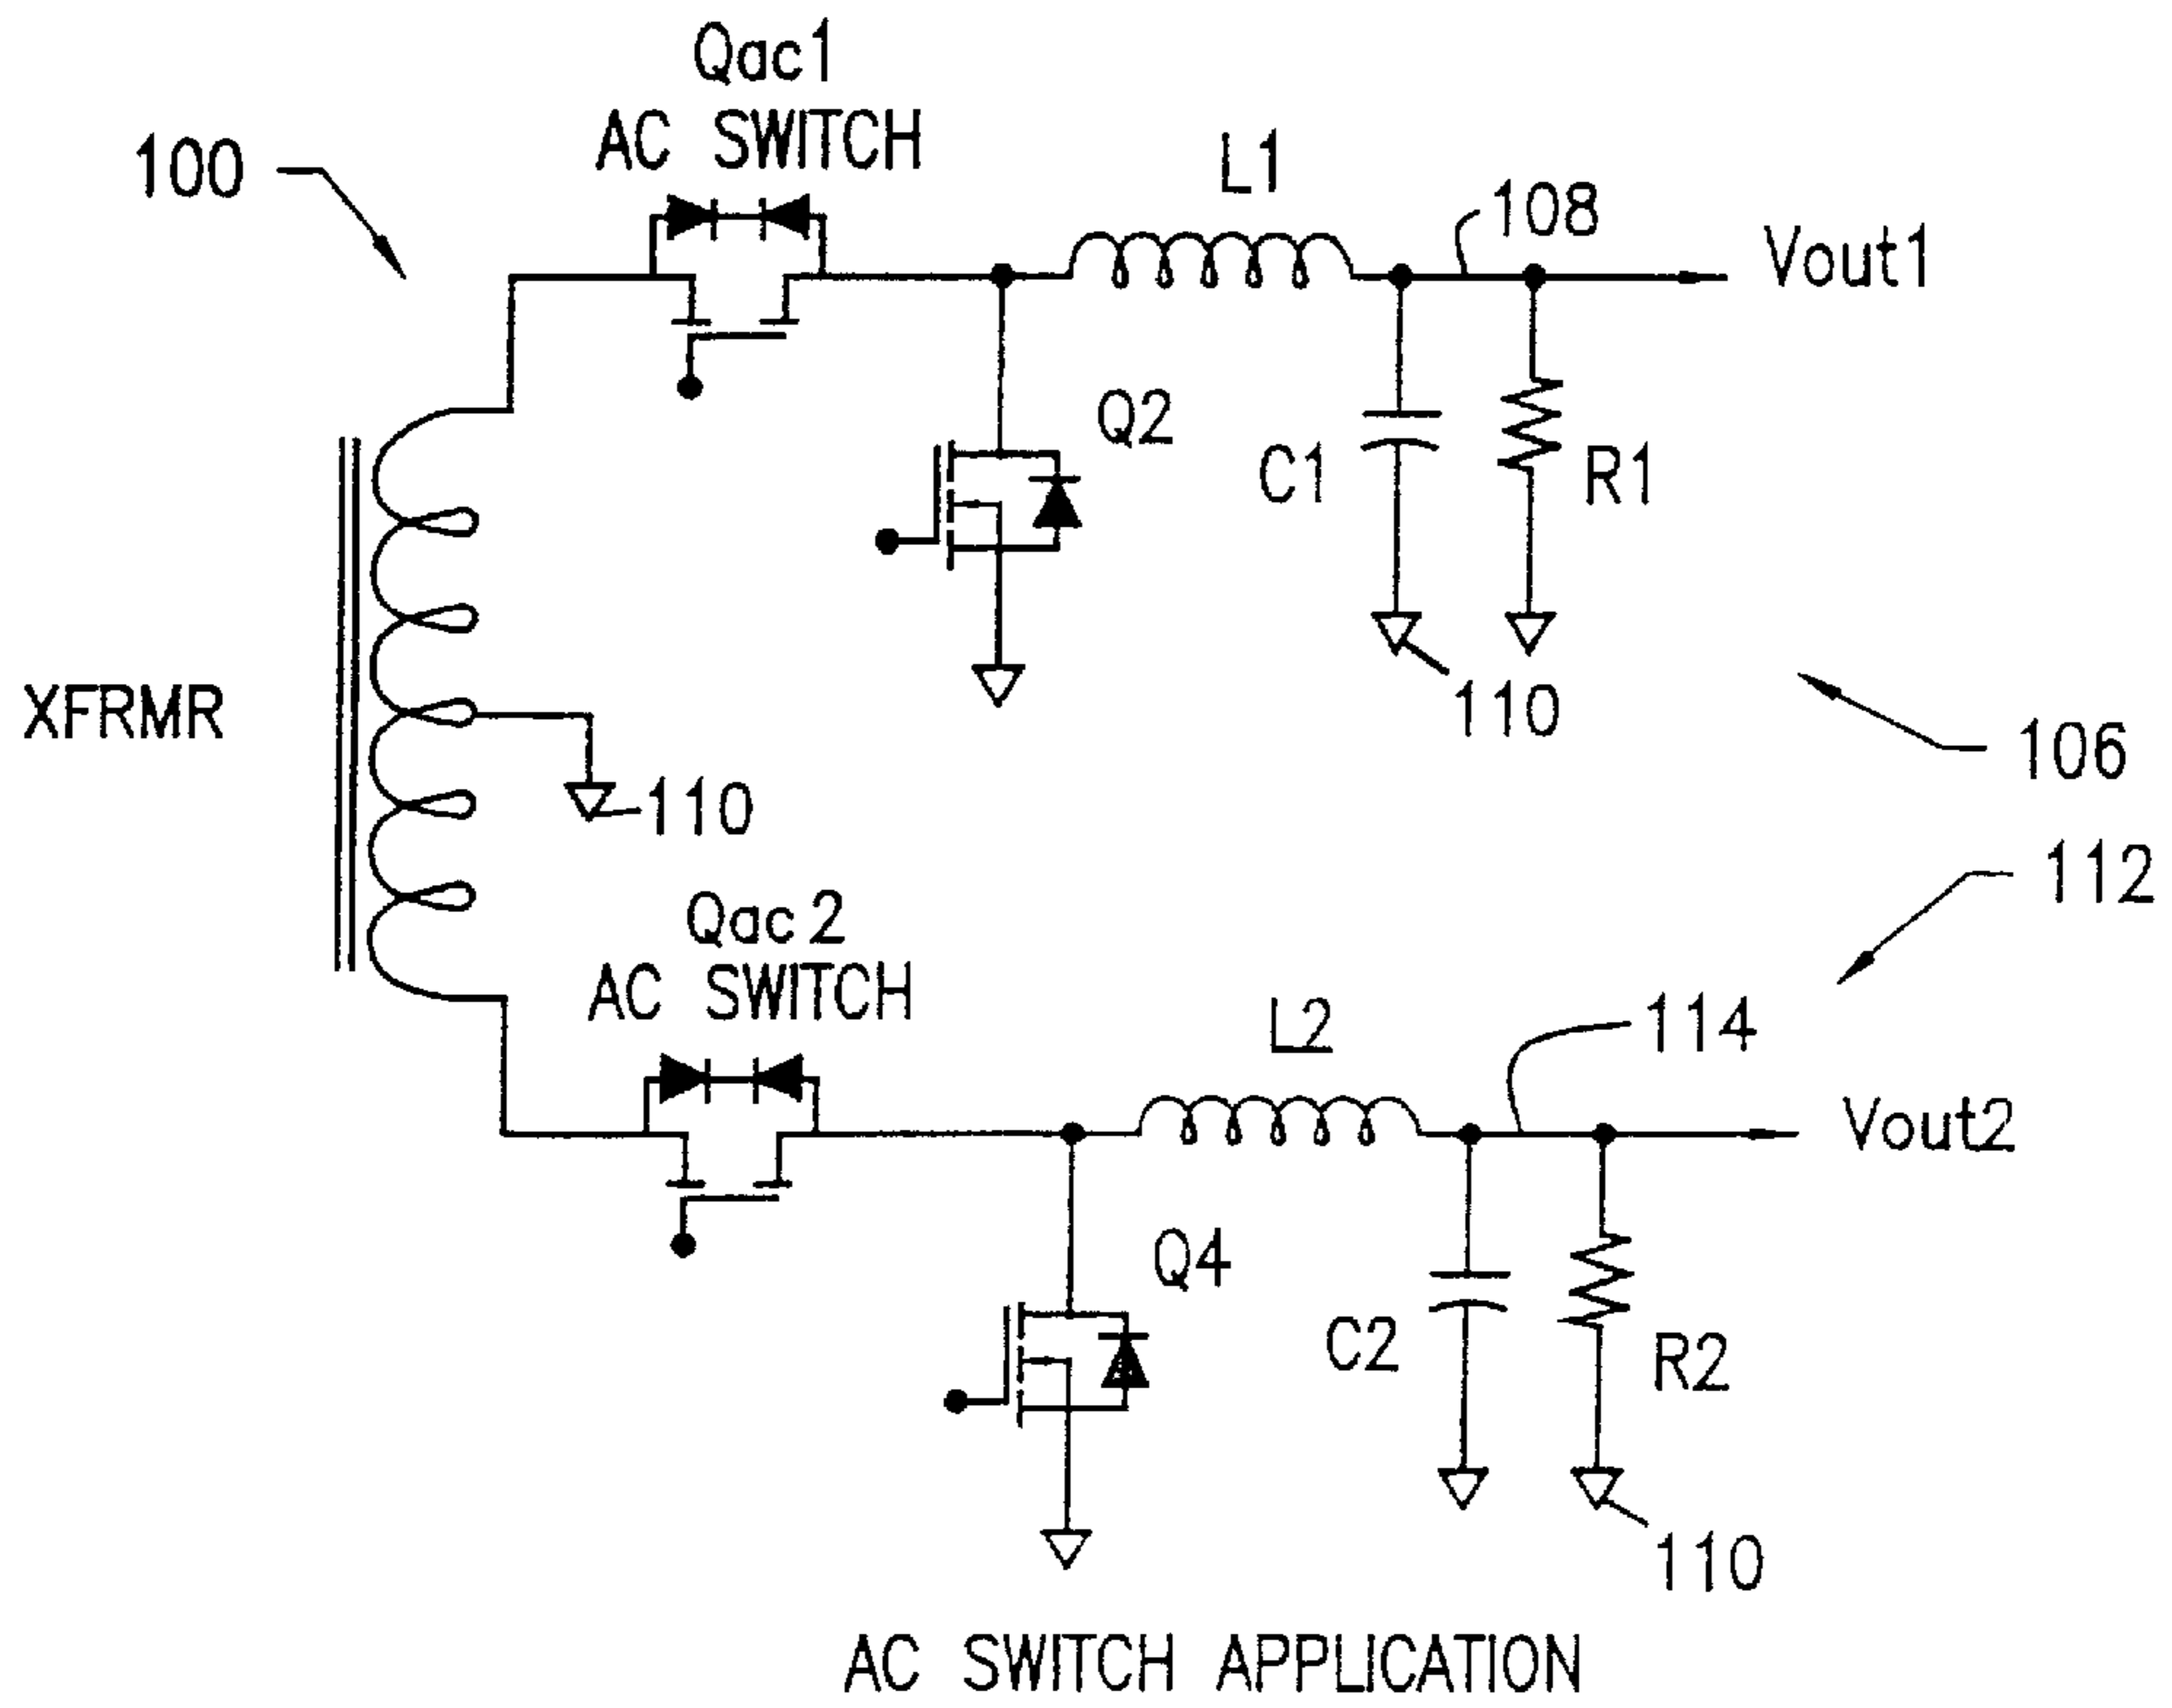 Qac1
AC SWITCH
100
L1
108
Vout1
Q2
C1
R1
110
XFRMR
106
110
112
Qac 2
AC SWITCH
L2
114
Vout2
Q4
C2
R2
110
AC SWITCH APPLICATION